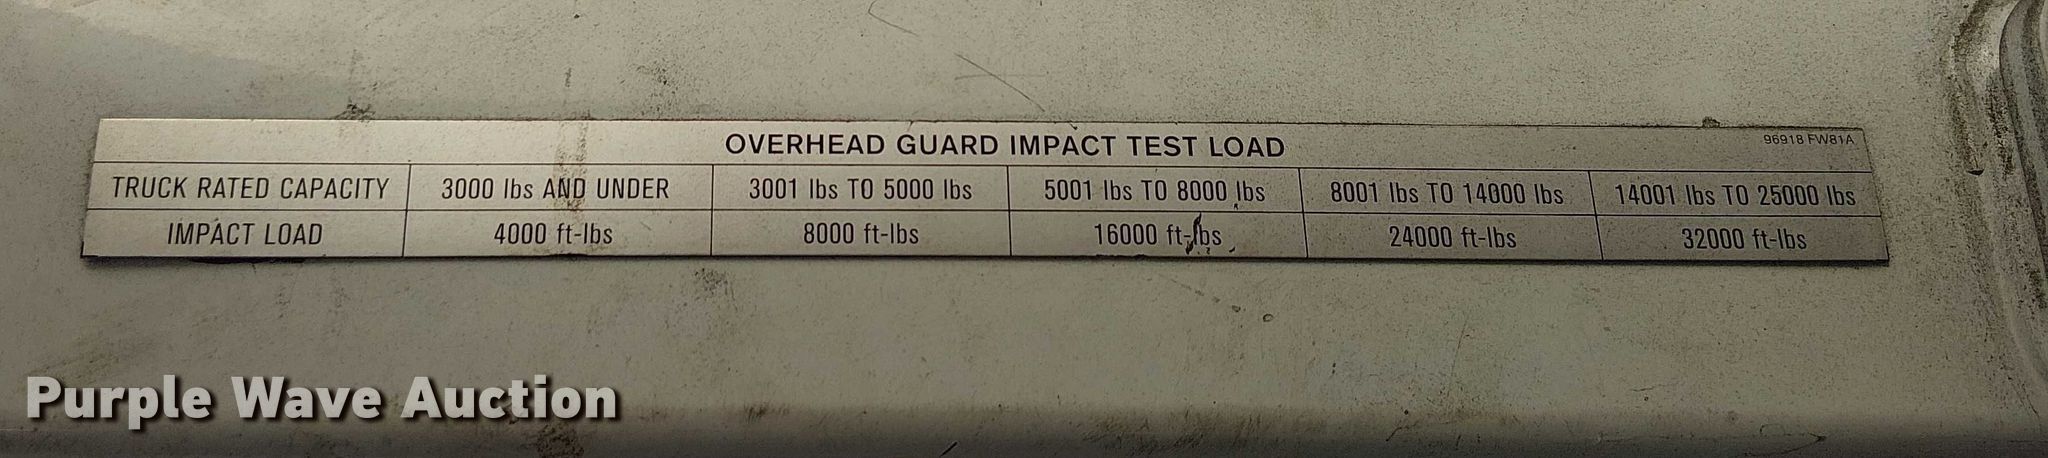 OVERHEAD GUARD IMPACT TEST LOAD 96918 FW81A
TRUCK RATED CAPACITY 3000 lbs AND UNDER 3001 lbs TO 5000 lbs 5001 lbs TO 8000 lbs 8001 lbs TO 14000 lbs 14001 lbs TO 25000 lbs
IMPACT LOAD 4000 ft-lbs 8000 ft-lbs 16000 ft-lbs 24000 ft-lbs 32000 ft-lbs
Purple Wave Auction